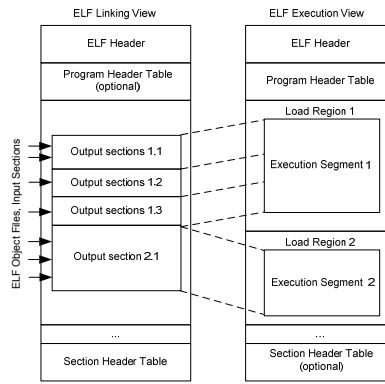 ELF Linking View
ELF Header
Program Header Table
(optional)
Output sections 1.1
Output sections 1.2
Output sections 1.3
Output section 2.1
...
Section Header Table
ELF Object Files, Input Sections
ELF Execution View
ELF Header
Program Header Table
Load Region 1
Execution Segment 1
Load Region 2
Execution Segment 2
...
Section Header Table
(optional)